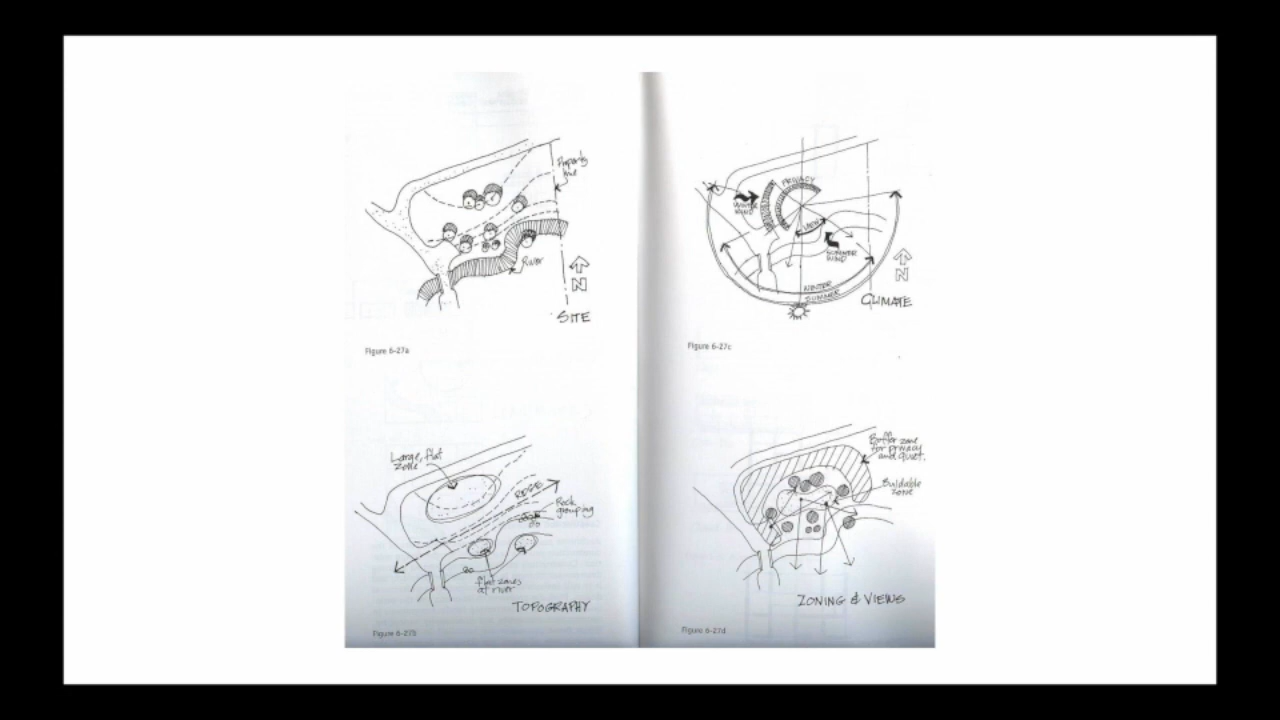 Property
line
River
N
SITE
Figure 6-27a
Large, flat
zone
RIDGE
Rock
grouping
flat zones
at river
TOPOGRAPHY
Figure 6-27b
PRIVACY
WINTER
WIND
VIEW
SUMMER
WIND
N
WINTER
SUMMER
CLIMATE
Figure 6-27c
Buffer zone
for privacy
and quiet.
Buildable
zone
ZONING & VIEWS
Figure 6-27d